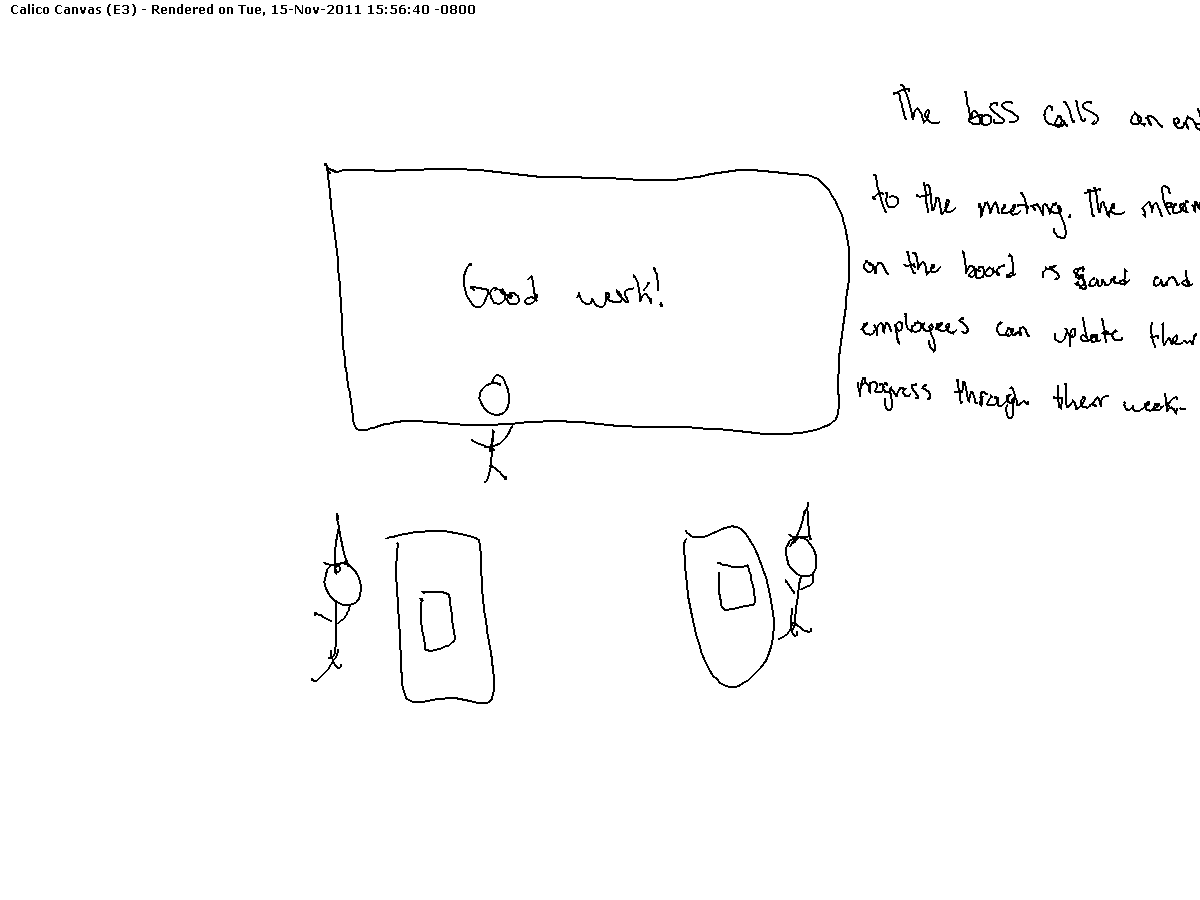 Calico Canvas (E3) - Rendered on Tue, 15-Nov-2011 15:56:40 -0800
The boss calls an en
to the meeting. The inform
on the board is saved and
employees can update their
progress through their week
Good work!